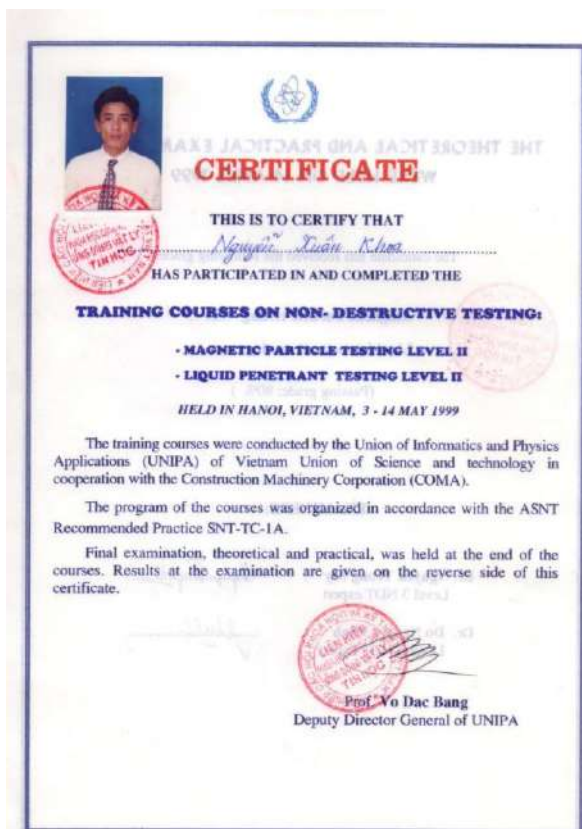 CERTIFICATE
THIS IS TO CERTIFY THAT
Nguyễn Xuân Khoa
HAS PARTICIPATED IN AND COMPLETED THE
TRAINING COURSES ON NON- DESTRUCTIVE TESTING:
- MAGNETIC PARTICLE TESTING LEVEL II
- LIQUID PENETRANT TESTING LEVEL II
HELD IN HANOI, VIETNAM, 3 - 14 MAY 1999
The training courses were conducted by the Union of Informatics and Physics
Applications (UNIPA) of Vietnam Union of Science and technology in
cooperation with the Construction Machinery Corporation (COMA).
The program of the courses was organized in accordance with the ASNT
Recommended Practice SNT-TC-1A.
Final examination, theoretical and practical, was held at the end of the
courses. Results at the examination are given on the reverse side of this
certificate.
TIN HỌC
Prof. Vo Dac Bang
Deputy Director General of UNIPA